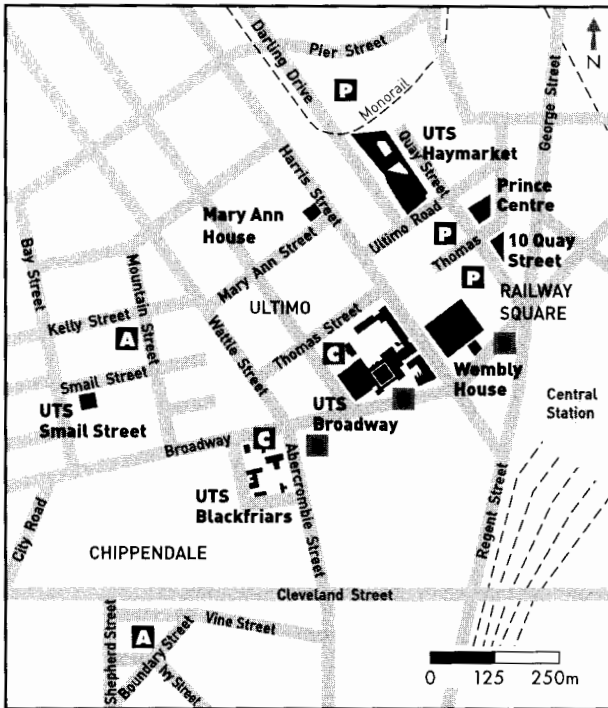 Pier Street
Darling Drive
P
Monorail
N
George Street
UTS
Haymarket
Quay Street
Harris Street
Prince
Centre
Mary Ann
House
Ultimo Road
P
Thomas
10 Quay
Street
Bay Street
Mountain Street
Mary Ann Street
P
RAILWAY
SQUARE
ULTIMO
Kelly Street
A
Wattle Street
Thomas Street
C
Smail Street
Wembly
House
UTS
Smail Street
UTS
Broadway
Central
Station
Broadway
C
Abercrombie Street
UTS
Blackfriars
Regent Street
City Road
CHIPPENDALE
Cleveland Street
Shepherd Street
Vine Street
A
Boundary Street
Ivy Street
0 125 250m